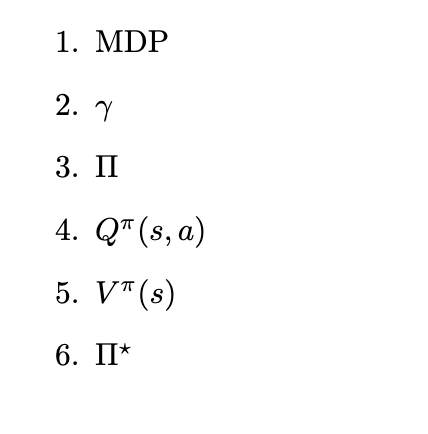 1. MDP
2. γ
3. Π
4. Q^π(s, a)
5. V^π(s)
6. Π^⋆